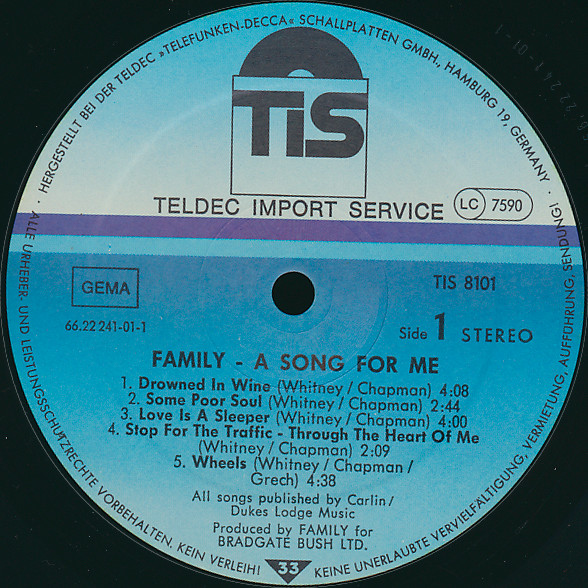 · HERGESTELLT BEI DER TELDEC »TELEFUNKEN-DECCA« SCHALLPLATTEN GMBH, HAMBURG 19, GERMANY ·
TiS
TELDEC IMPORT SERVICE
LC 7590
GEMA
TIS 8101
66.22 241-01-1
Side 1 STEREO
FAMILY - A SONG FOR ME
1. Drowned In Wine (Whitney / Chapman) 4:08
2. Some Poor Soul (Whitney / Chapman) 2:44
3. Love Is A Sleeper (Whitney / Chapman) 4:00
4. Stop For The Traffic - Through The Heart Of Me
(Whitney / Chapman) 2:09
5. Wheels (Whitney / Chapman /
Grech) 4:38
All songs published by Carlin /
Dukes Lodge Music
Produced by FAMILY for
BRADGATE BUSH LTD.
33
ALLE URHEBER- UND LEISTUNGSSCHUTZRECHTE VORBEHALTEN. KEIN VERLEIH! KEINE UNERLAUBTE VERVIELFÄLTIGUNG, VERMIETUNG, AUFFÜHRUNG, SENDUNG!